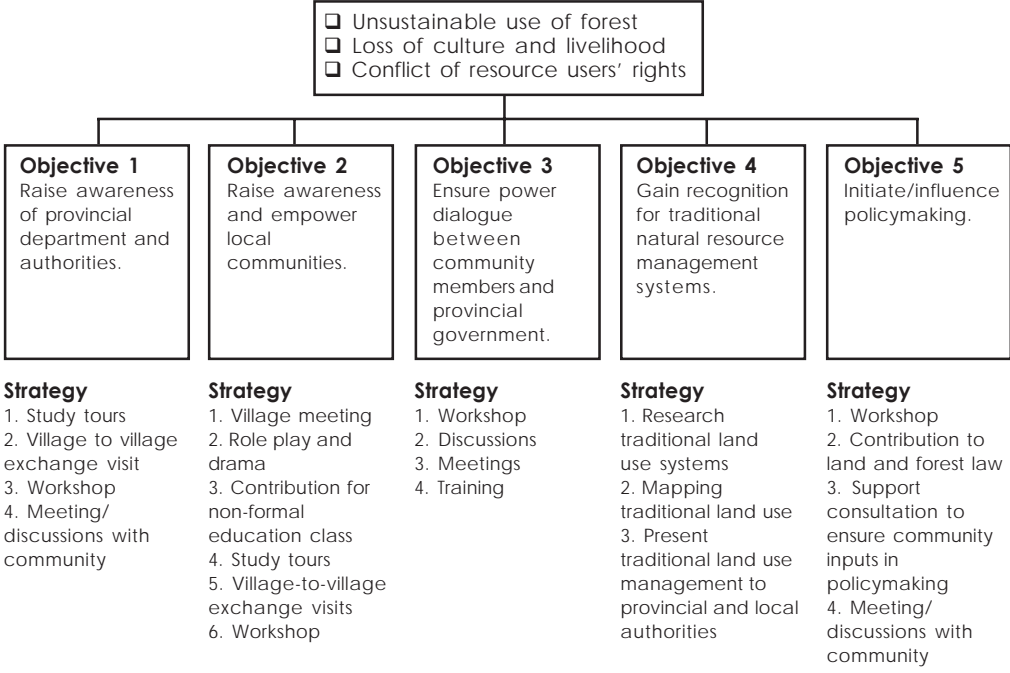 ❑ Unsustainable use of forest
❑ Loss of culture and livelihood
❑ Conflict of resource users’ rights
Objective 1
Raise awareness
of provincial
department and
authorities.
Objective 2
Raise awareness
and empower
local
communities.
Objective 3
Ensure power
dialogue
between
community
members and
provincial
government.
Objective 4
Gain recognition
for traditional
natural resource
management
systems.
Objective 5
Initiate/influence
policymaking.
Strategy
1. Study tours
2. Village to village
exchange visit
3. Workshop
4. Meeting/
discussions with
community
Strategy
1. Village meeting
2. Role play and
drama
3. Contribution for
non-formal
education class
4. Study tours
5. Village-to-village
exchange visits
6. Workshop
Strategy
1. Workshop
2. Discussions
3. Meetings
4. Training
Strategy
1. Research
traditional land
use systems
2. Mapping
traditional land use
3. Present
traditional land use
management to
provincial and local
authorities
Strategy
1. Workshop
2. Contribution to
land and forest law
3. Support
consultation to
ensure community
inputs in
policymaking
4. Meeting/
discussions with
community